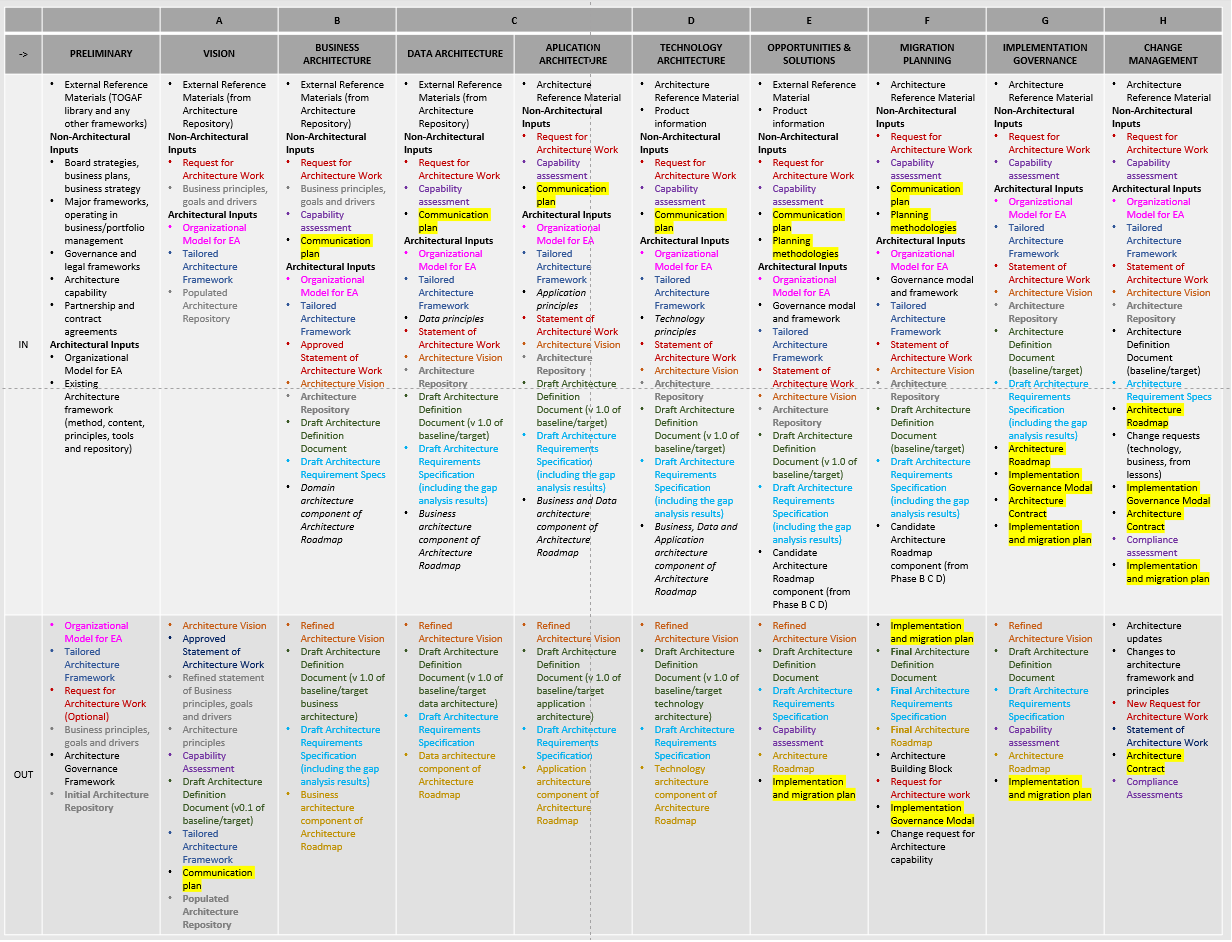 A
B
C
D
E
F
G
H
->
PRELIMINARY
VISION
BUSINESS
ARCHITECTURE
DATA ARCHITECTURE
APLICATION
ARCHITECTURE
TECHNOLOGY
ARCHITECTURE
OPPORTUNITIES &
SOLUTIONS
MIGRATION
PLANNING
IMPLEMENTATION
GOVERNANCE
CHANGE
MANAGEMENT
IN
• External Reference
Materials (TOGAF
library and any
other frameworks)
Non-Architectural
Inputs
• Board strategies,
business plans,
business strategy
• Major frameworks,
operating in
business/portfolio
management
• Governance and
legal frameworks
• Architecture
capability
• Partnership and
contract
agreements
Architectural Inputs
• Organizational
Model for EA
• Existing
Architecture
framework
(method, content,
principles, tools
and repository)
• External Reference
Materials (from
Architecture
Repository)
Non-Architectural
Inputs
• Request for
Architecture Work
• Business principles,
goals and drivers
Architectural Inputs
• Organizational
Model for EA
• Tailored
Architecture
Framework
• Populated
Architecture
Repository
• External Reference
Materials (from
Architecture
Repository)
Non-Architectural
Inputs
• Request for
Architecture Work
• Business principles,
goals and drivers
• Capability
assessment
• Communication
plan
Architectural Inputs
• Organizational
Model for EA
• Tailored
Architecture
Framework
• Approved
Statement of
Architecture Work
• Architecture Vision
• Architecture
Repository
• Draft Architecture
Definition
Document
• Draft Architecture
Requirement Specs
• Domain
architecture
component of
Architecture
Roadmap
• External Reference
Materials (from
Architecture
Repository)
Non-Architectural
Inputs
• Request for
Architecture Work
• Capability
assessment
• Communication
plan
Architectural Inputs
• Organizational
Model for EA
• Tailored
Architecture
Framework
• Data principles
• Statement of
Architecture Work
• Architecture Vision
• Architecture
Repository
• Draft Architecture
Definition
Document (v 1.0 of
baseline/target)
• Draft Architecture
Requirements
Specification
(including the gap
analysis results)
• Business
architecture
component of
Architecture
Roadmap
• Architecture
Reference Material
Non-Architectural
Inputs
• Request for
Architecture Work
• Capability
assessment
• Communication
plan
Architectural Inputs
• Organizational
Model for EA
• Tailored
Architecture
Framework
• Application
principles
• Statement of
Architecture Work
• Architecture Vision
• Architecture
Repository
• Draft Architecture
Definition
Document (v 1.0 of
baseline/target)
• Draft Architecture
Requirements
Specification
(including the gap
analysis results)
• Business and Data
architecture
component of
Architecture
Roadmap
• Architecture
Reference Material
• Product
information
Non-Architectural
Inputs
• Request for
Architecture Work
• Capability
assessment
• Communication
plan
Architectural Inputs
• Organizational
Model for EA
• Tailored
Architecture
Framework
• Technology
principles
• Statement of
Architecture Work
• Architecture Vision
• Architecture
Repository
• Draft Architecture
Definition
Document (v 1.0 of
baseline/target)
• Draft Architecture
Requirements
Specification
(including the gap
analysis results)
• Business, Data and
Application
architecture
component of
Architecture
Roadmap
• External Reference
Material
• Product
information
Non-Architectural
Inputs
• Request for
Architecture Work
• Capability
assessment
• Communication
plan
• Planning
methodologies
Architectural Inputs
• Organizational
Model for EA
• Governance modal
and framework
• Tailored
Architecture
Framework
• Statement of
Architecture Work
• Architecture Vision
• Architecture
Repository
• Draft Architecture
Definition
Document (v 1.0 of
baseline/target)
• Draft Architecture
Requirements
Specification
(including the gap
analysis results)
• Candidate
Architecture
Roadmap
component (from
Phase B C D)
• Architecture
Reference Material
Non-Architectural
Inputs
• Request for
Architecture Work
• Capability
assessment
• Communication
plan
• Planning
methodologies
Architectural Inputs
• Organizational
Model for EA
• Governance modal
and framework
• Tailored
Architecture
Framework
• Statement of
Architecture Work
• Architecture Vision
• Architecture
Repository
• Draft Architecture
Definition
Document
(baseline/target)
• Draft Architecture
Requirements
Specification
(including the gap
analysis results)
• Candidate
Architecture
Roadmap
component (from
Phase B C D)
• Architecture
Reference Material
Non-Architectural
Inputs
• Request for
Architecture Work
• Capability
assessment
Architectural Inputs
• Organizational
Model for EA
• Tailored
Architecture
Framework
• Statement of
Architecture Work
• Architecture Vision
• Architecture
Repository
• Architecture
Definition
Document
(baseline/target)
• Draft Architecture
Requirements
Specification
(including the gap
analysis results)
• Architecture
Roadmap
• Implementation
Governance Modal
• Architecture
Contract
• Implementation
and migration plan
• Architecture
Reference Material
Non-Architectural
Inputs
• Request for
Architecture Work
• Capability
assessment
Architectural Inputs
• Organizational
Model for EA
• Tailored
Architecture
Framework
• Statement of
Architecture Work
• Architecture Vision
• Architecture
Repository
• Architecture
Definition
Document
(baseline/target)
• Architecture
Requirement Specs
• Architecture
Roadmap
• Change requests
(technology,
business, from
lessons)
• Implementation
Governance Modal
• Architecture
Contract
• Compliance
assessment
• Implementation
and migration plan
OUT
• Organizational
Model for EA
• Tailored
Architecture
Framework
• Request for
Architecture Work
(Optional)
• Business principles,
goals and drivers
• Architecture
Governance
Framework
• Initial Architecture
Repository
• Architecture Vision
• Approved
Statement of
Architecture Work
• Refined statement
of Business
principles, goals
and drivers
• Architecture
principles
• Capability
Assessment
• Draft Architecture
Definition
Document (v0.1 of
baseline/target)
• Tailored
Architecture
Framework
• Communication
plan
• Populated
Architecture
Repository
• Refined
Architecture Vision
• Draft Architecture
Definition
Document (v 1.0 of
baseline/target
business
architecture)
• Draft Architecture
Requirements
Specification
(including the gap
analysis results)
• Business
architecture
component of
Architecture
Roadmap
• Refined
Architecture Vision
• Draft Architecture
Definition
Document (v 1.0 of
baseline/target
data architecture)
• Draft Architecture
Requirements
Specification
• Data architecture
component of
Architecture
Roadmap
• Refined
Architecture Vision
• Draft Architecture
Definition
Document (v 1.0 of
baseline/target
application
architecture)
• Draft Architecture
Requirements
Specification
• Application
architecture
component of
Architecture
Roadmap
• Refined
Architecture Vision
• Draft Architecture
Definition
Document (v 1.0 of
baseline/target
technology
architecture)
• Draft Architecture
Requirements
Specification
• Technology
architecture
component of
Architecture
Roadmap
• Refined
Architecture Vision
• Draft Architecture
Definition
Document
• Draft Architecture
Requirements
Specification
• Capability
assessment
• Architecture
Roadmap
• Implementation
and migration plan
• Implementation
and migration plan
• Final Architecture
Definition
Document
• Final Architecture
Requirements
Specification
• Final Architecture
Roadmap
• Architecture
Building Block
• Request for
Architecture work
• Implementation
Governance Modal
• Change request for
Architecture
capability
• Refined
Architecture Vision
• Draft Architecture
Definition
Document
• Draft Architecture
Requirements
Specification
• Capability
assessment
• Architecture
Roadmap
• Implementation
and migration plan
• Architecture
updates
• Changes to
architecture
framework and
principles
• New Request for
Architecture Work
• Statement of
Architecture Work
• Architecture
Contract
• Compliance
Assessments